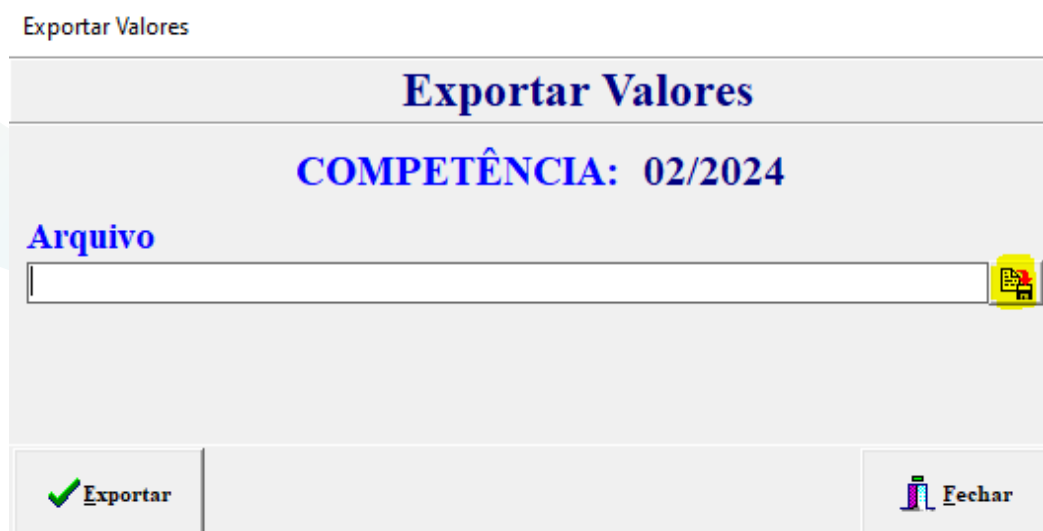 Exportar Valores
Exportar Valores
COMPETÊNCIA: 02/2024
Arquivo
Exportar
Fechar